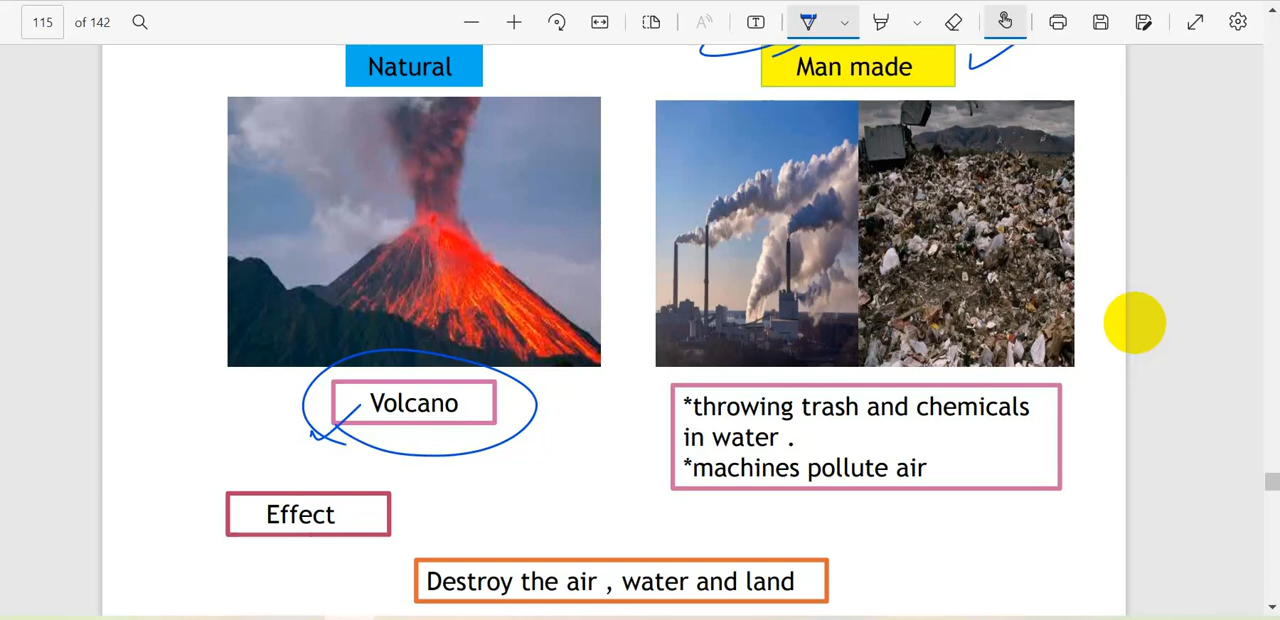 115 of 142
Natural
Man made
Volcano
*throwing trash and chemicals
in water .
*machines pollute air
Effect
Destroy the air , water and land